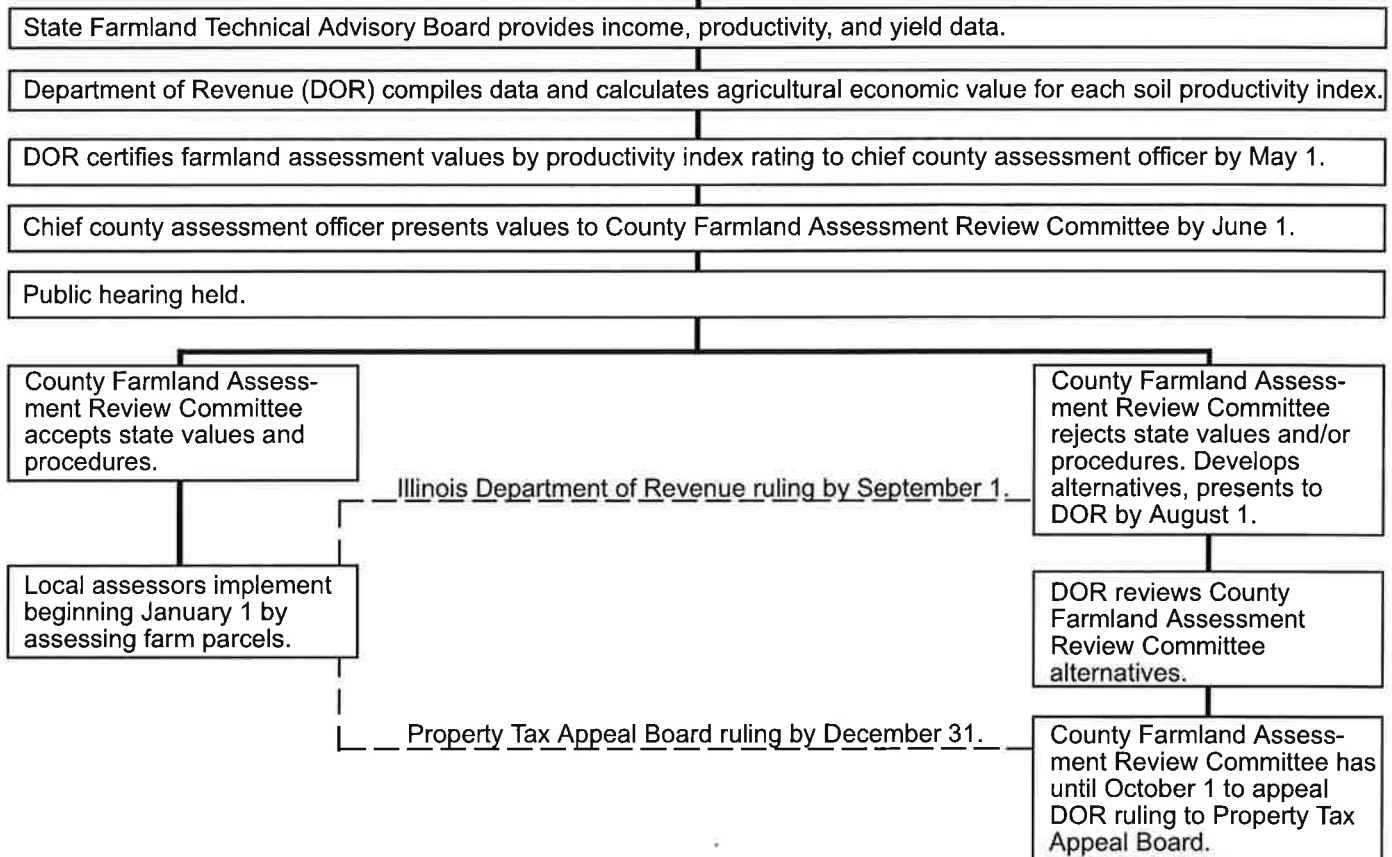 State Farmland Technical Advisory Board provides income, productivity, and yield data.
Department of Revenue (DOR) compiles data and calculates agricultural economic value for each soil productivity index.
DOR certifies farmland assessment values by productivity index rating to chief county assessment officer by May 1.
Chief county assessment officer presents values to County Farmland Assessment Review Committee by June 1.
Public hearing held.
County Farmland Assess-
ment Review Committee
accepts state values and
procedures.
Local assessors implement
beginning January 1 by
assessing farm parcels.
Illinois Department of Revenue ruling by September 1.
Property Tax Appeal Board ruling by December 31.
County Farmland Assess-
ment Review Committee
rejects state values and/or
procedures. Develops
alternatives, presents to
DOR by August 1.
DOR reviews County
Farmland Assessment
Review Committee
alternatives.
County Farmland Assess-
ment Review Committee has
until October 1 to appeal
DOR ruling to Property Tax
Appeal Board.